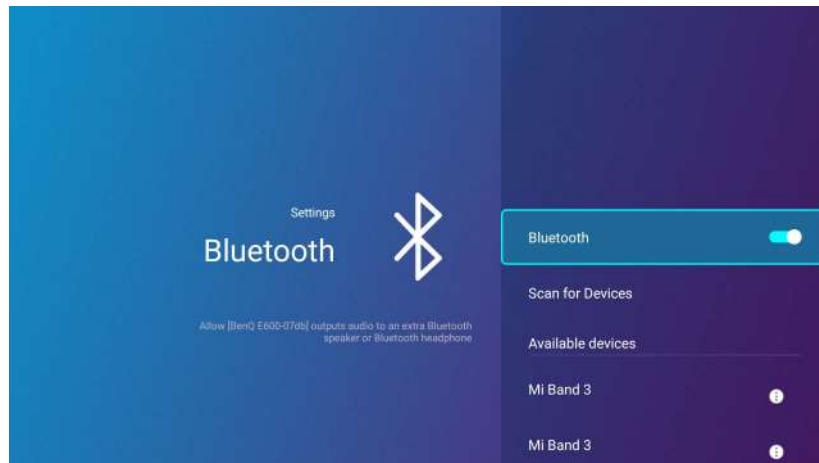 Settings
Bluetooth
Allow [BenQ E600-07db] outputs audio to an extra Bluetooth
speaker or Bluetooth headphone
Bluetooth
Scan for Devices
Available devices
Mi Band 3
Mi Band 3